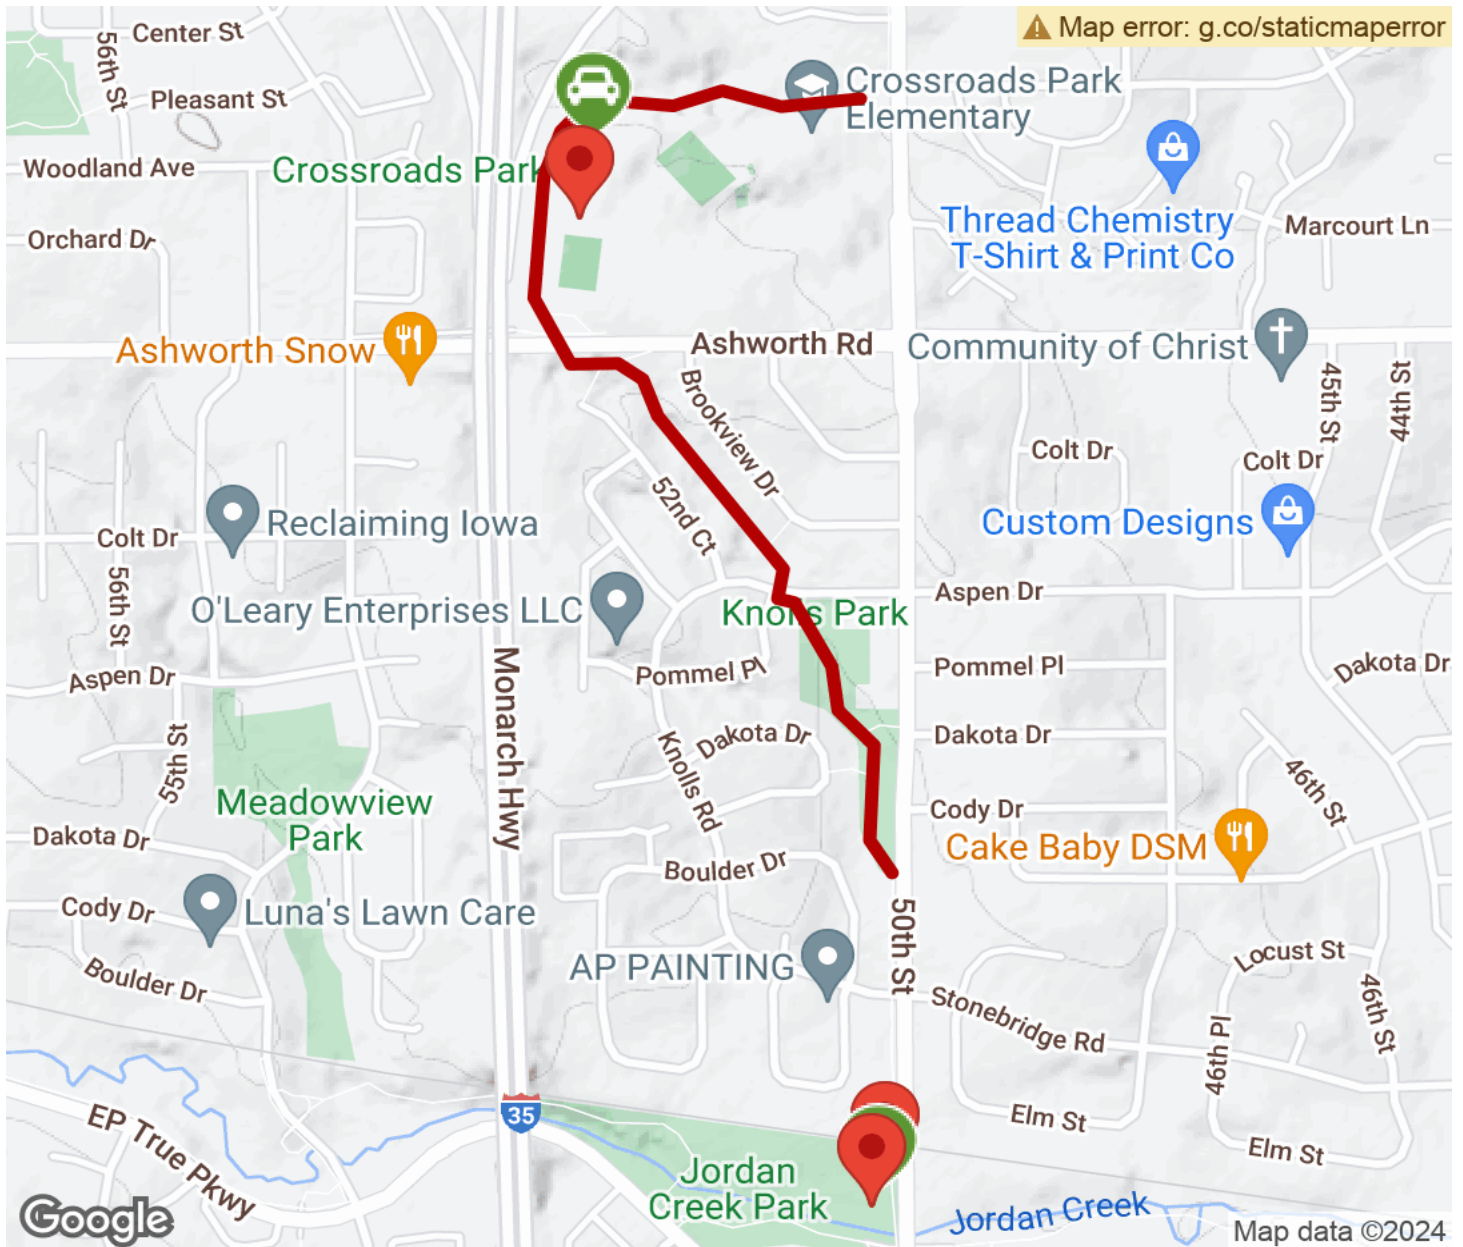 Center St
56th St
Map error: g.co/staticmaperror
Pleasant St
Crossroads Park
Elementary
Woodland Ave
Crossroads Park
Thread Chemistry
T-Shirt & Print Co
Marcourt Ln
Orchard Dr
Ashworth Snow
Ashworth Rd
Community of Christ
Brookview Dr
45th St
44th St
Colt Dr
Colt Dr
52nd Ct
Reclaiming Iowa
Custom Designs
Colt Dr
56th St
O'Leary Enterprises LLC
Knolls Park
Aspen Dr
Aspen Dr
Pommel Pl
Pommel Pl
Dakota Dr
Monarch Hwy
55th St
Knolls Rd
Dakota Dr
Dakota Dr
46th St
Meadowview
Park
Cody Dr
Cake Baby DSM
Dakota Dr
Boulder Dr
Cody Dr
Luna's Lawn Care
50th St
AP PAINTING
Locust St
Boulder Dr
Stonebridge Rd
46th Pl
46th St
35
EP True Pkwy
Elm St
Elm St
Jordan
Creek Park
Jordan Creek
Google
Map data ©2024